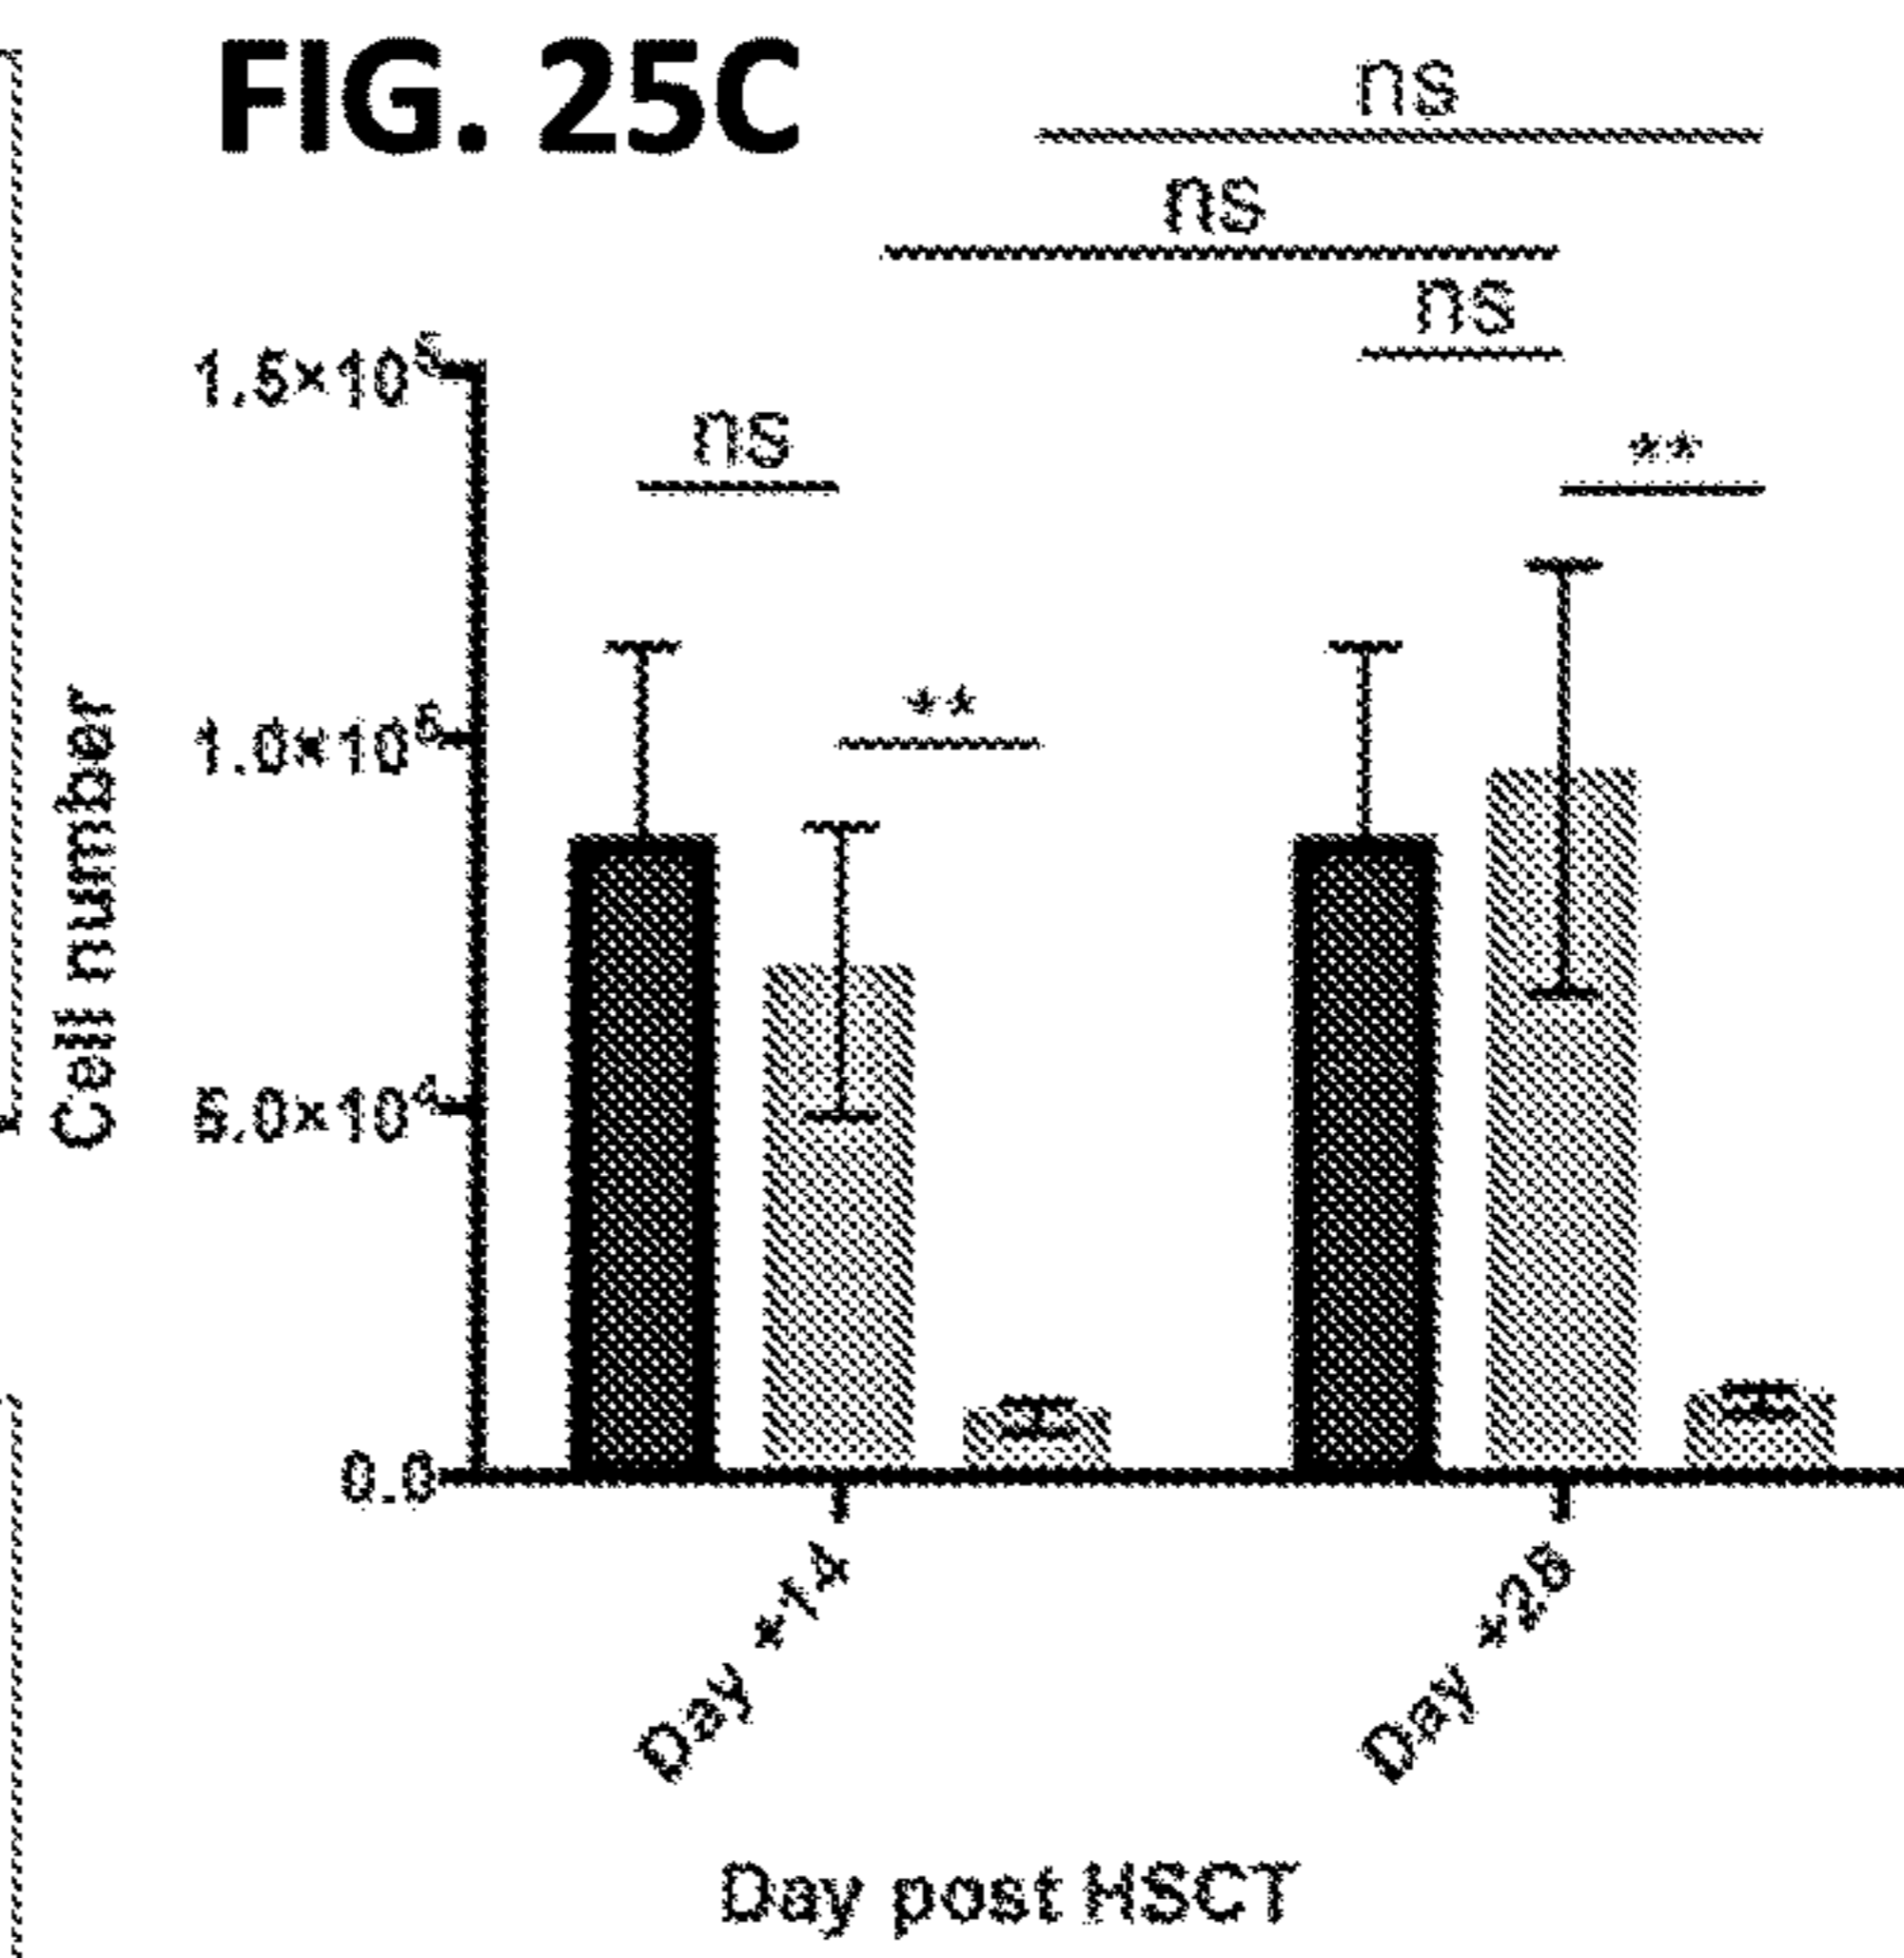 FIG. 25C
ns
ns
ns
1.5×10⁵
ns
**
**
1.0×10⁵
Cell number
5.0×10⁴
0.0
Day +14
Day +28
Day post HSCT